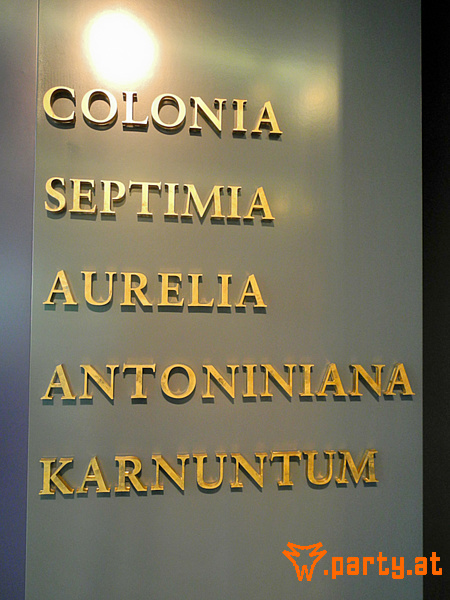 COLONIA
SEPTIMIA
AURELIA
ANTONINIANA
KARNUNTUM
w.party.at